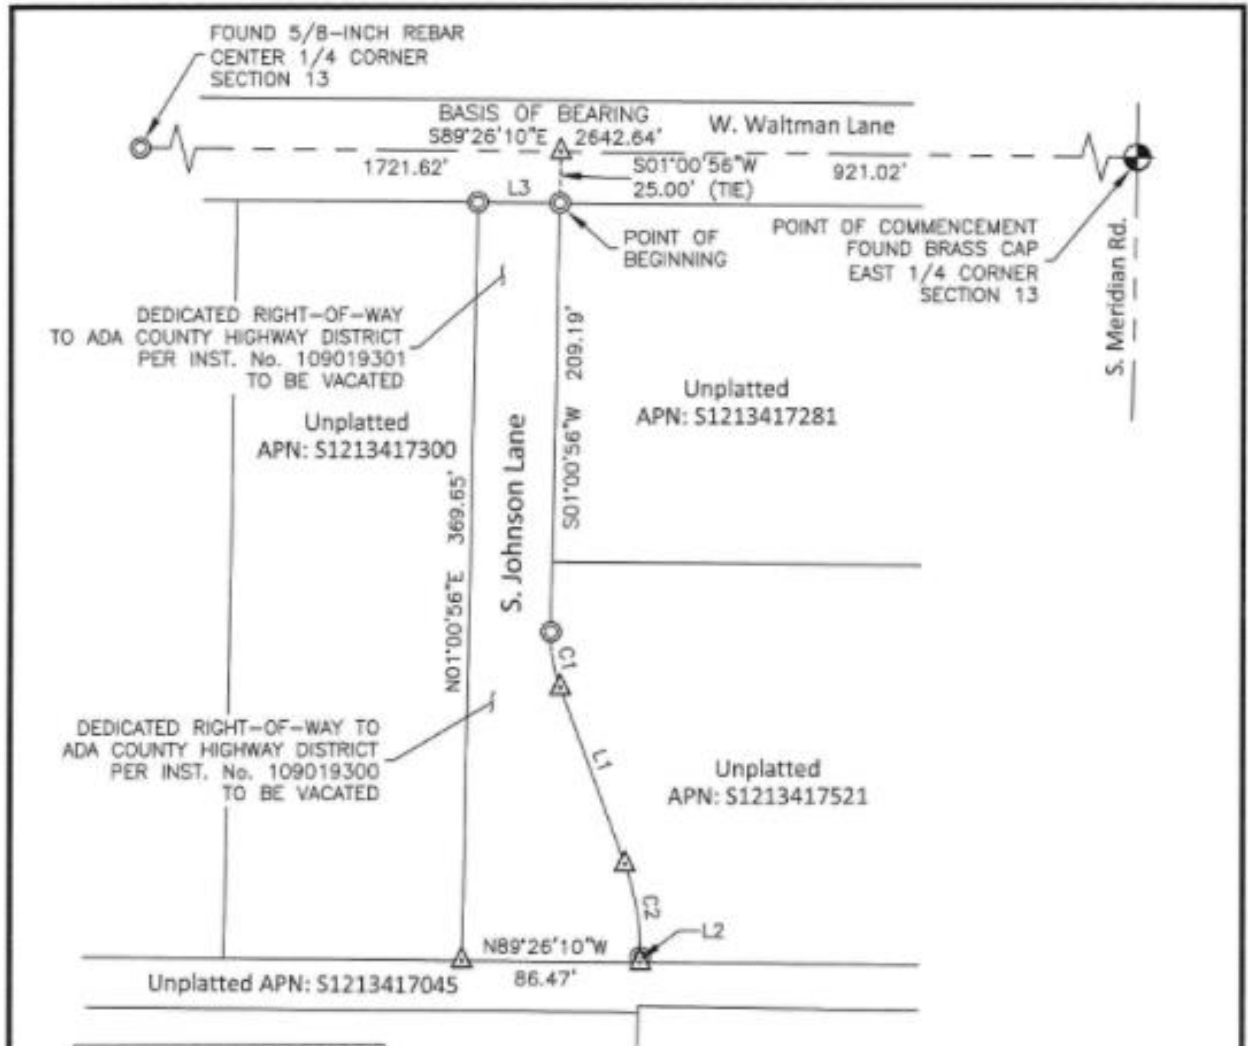 FOUND 5/8-INCH REBAR
CENTER 1/4 CORNER
SECTION 13
BASIS OF BEARING
S89°26'10"E 2642.64'
W. Waltman Lane
1721.62'
S01°00'56"W
25.00' (TIE)
921.02'
L3
POINT OF
BEGINNING
POINT OF COMMENCEMENT
FOUND BRASS CAP
EAST 1/4 CORNER
SECTION 13
S. Meridian Rd.
DEDICATED RIGHT-OF-WAY
TO ADA COUNTY HIGHWAY DISTRICT
PER INST. No. 109019301
TO BE VACATED
Unplatted
APN: S1213417300
S01°00'56"W 209.19'
Unplatted
APN: S1213417281
S. Johnson Lane
N01°00'56"E 369.65'
C1
DEDICATED RIGHT-OF-WAY TO
ADA COUNTY HIGHWAY DISTRICT
PER INST. No. 109019300
TO BE VACATED
L1
Unplatted
APN: S1213417521
C2
L2
N89°26'10"W
86.47'
Unplatted APN: S1213417045